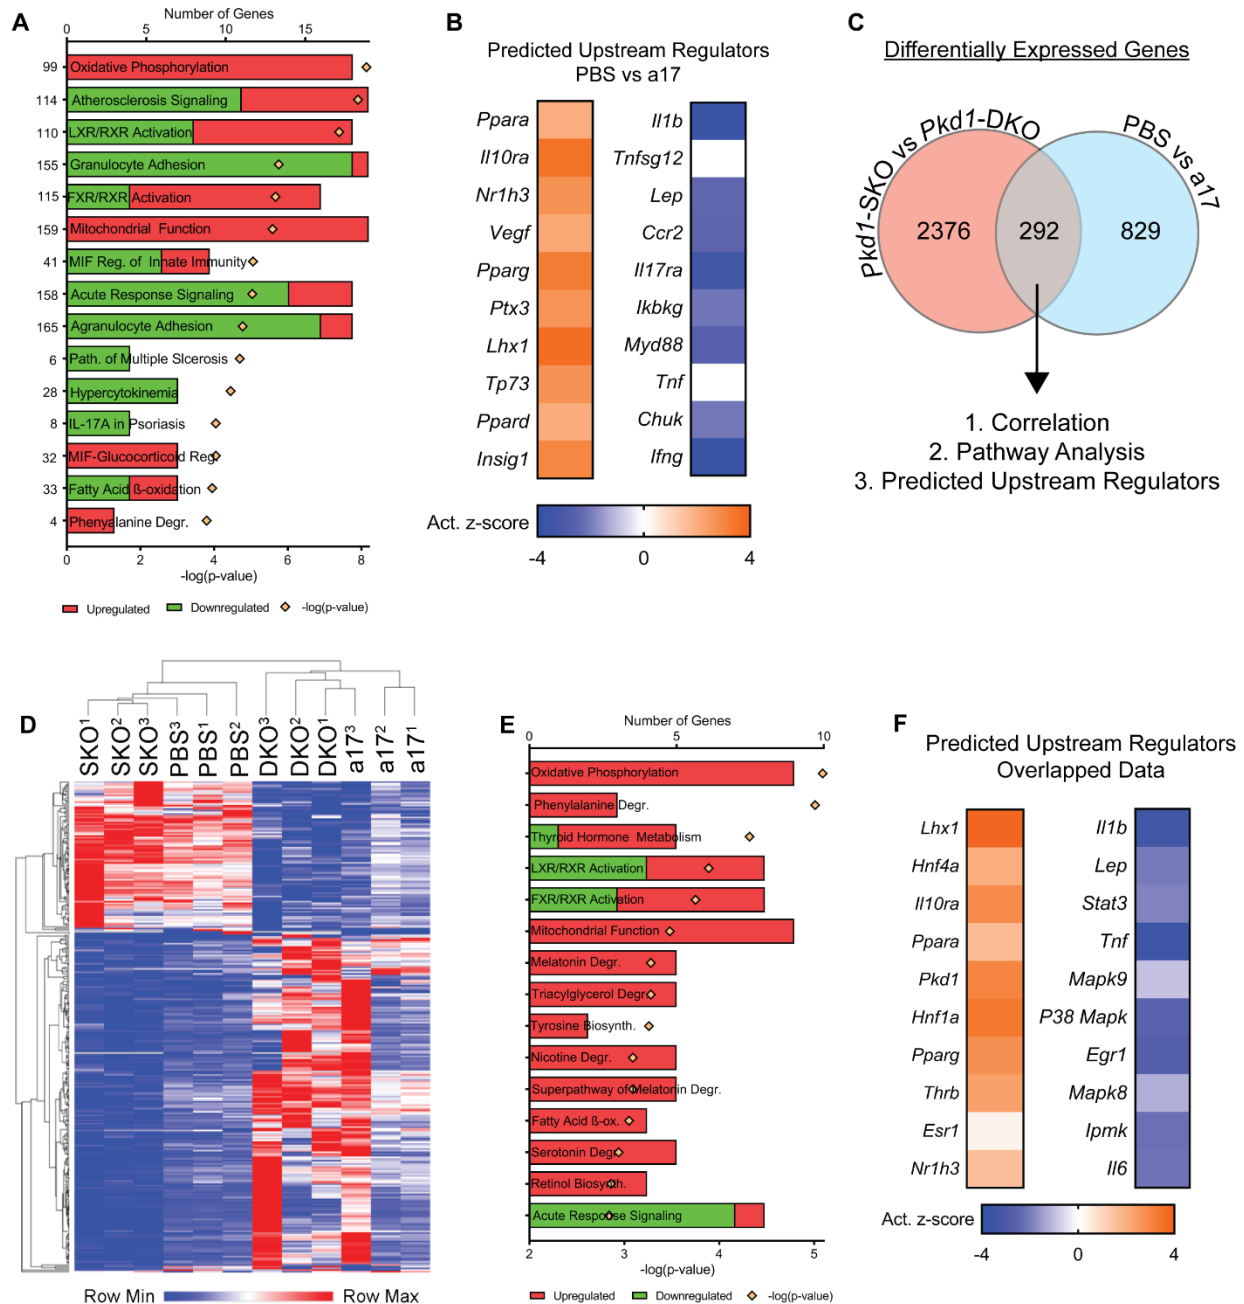 A
Number of Genes
0 5 10 15
99 Oxidative Phosphorylation
114 Atherosclerosis Signaling
110 LXR/RXR Activation
155 Granulocyte Adhesion
115 FXR/RXR Activation
159 Mitochondrial Function
41 MIF Reg. of Innate Immunity
158 Acute Response Signaling
165 Agranulocyte Adhesion
6 Path. of Multiple Slcerosis
28 Hypercytokinemia
8 IL-17A in Psoriasis
32 MIF-Glucocorticoid Reg.
33 Fatty Acid ß-oxidation
4 Phenyalanine Degr.
0 2 4 6 8
-log(p-value)
Upregulated Downregulated -log(p-value)
B
Predicted Upstream Regulators
PBS vs a17
Ppara Il1b
Il10ra Tnfsg12
Nr1h3 Lep
Vegf Ccr2
Pparg Il17ra
Ptx3 Ikbkg
Lhx1 Myd88
Tp73 Tnf
Ppard Chuk
Insig1 Ifng
Act. z-score
-4 0 4
C
Differentially Expressed Genes
Pkd1-SKO vs Pkd1-DKO
PBS vs a17
2376 292 829
1. Correlation
2. Pathway Analysis
3. Predicted Upstream Regulators
D
SKO1 SKO2 SKO3 PBS3 PBS1 PBS2 DKO3 DKO2 DKO1 a173 a172 a171
Row Min Row Max
E
Number of Genes
0 5 10
Oxidative Phosphorylation
Phenylalanine Degr.
Thyroid Hormone Metabolism
LXR/RXR Activation
FXR/RXR Activation
Mitochondrial Function
Melatonin Degr.
Triacylglycerol Degr.
Tyrosine Biosynth.
Nicotine Degr.
Superpathway of Melatonin Degr.
Fatty Acid ß-ox.
Serotonin Degr.
Retinol Biosynth.
Acute Response Signaling
2 3 4 5
-log(p-value)
Upregulated Downregulated -log(p-value)
F
Predicted Upstream Regulators
Overlapped Data
Lhx1 Il1b
Hnf4a Lep
Il10ra Stat3
Ppara Tnf
Pkd1 Mapk9
Hnf1a P38 Mapk
Pparg Egr1
Thrb Mapk8
Esr1 Ipmk
Nr1h3 Il6
Act. z-score
-4 0 4